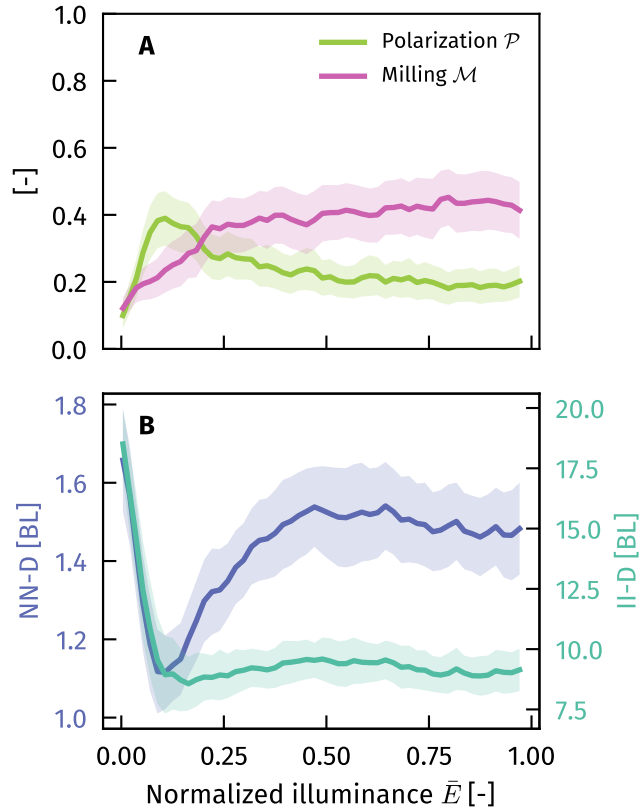 A
Polarization 𝒫
Milling ℳ
[-]
1.0
0.8
0.6
0.4
0.2
0.0
B
NN-D [BL]
1.8
1.6
1.4
1.2
1.0
20.0
17.5
15.0
12.5
10.0
7.5
II-D [BL]
0.00 0.25 0.50 0.75 1.00
Normalized illuminance Ē [-]